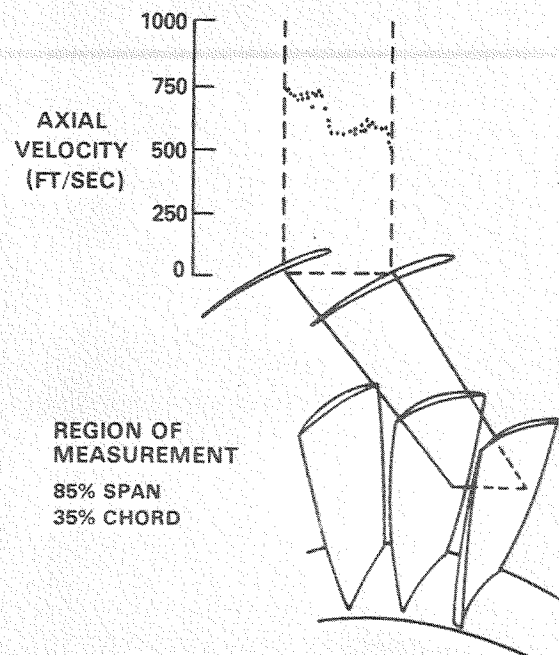 1000
750
AXIAL
VELOCITY
(FT/SEC)
500
250
0
REGION OF
MEASUREMENT
85% SPAN
35% CHORD